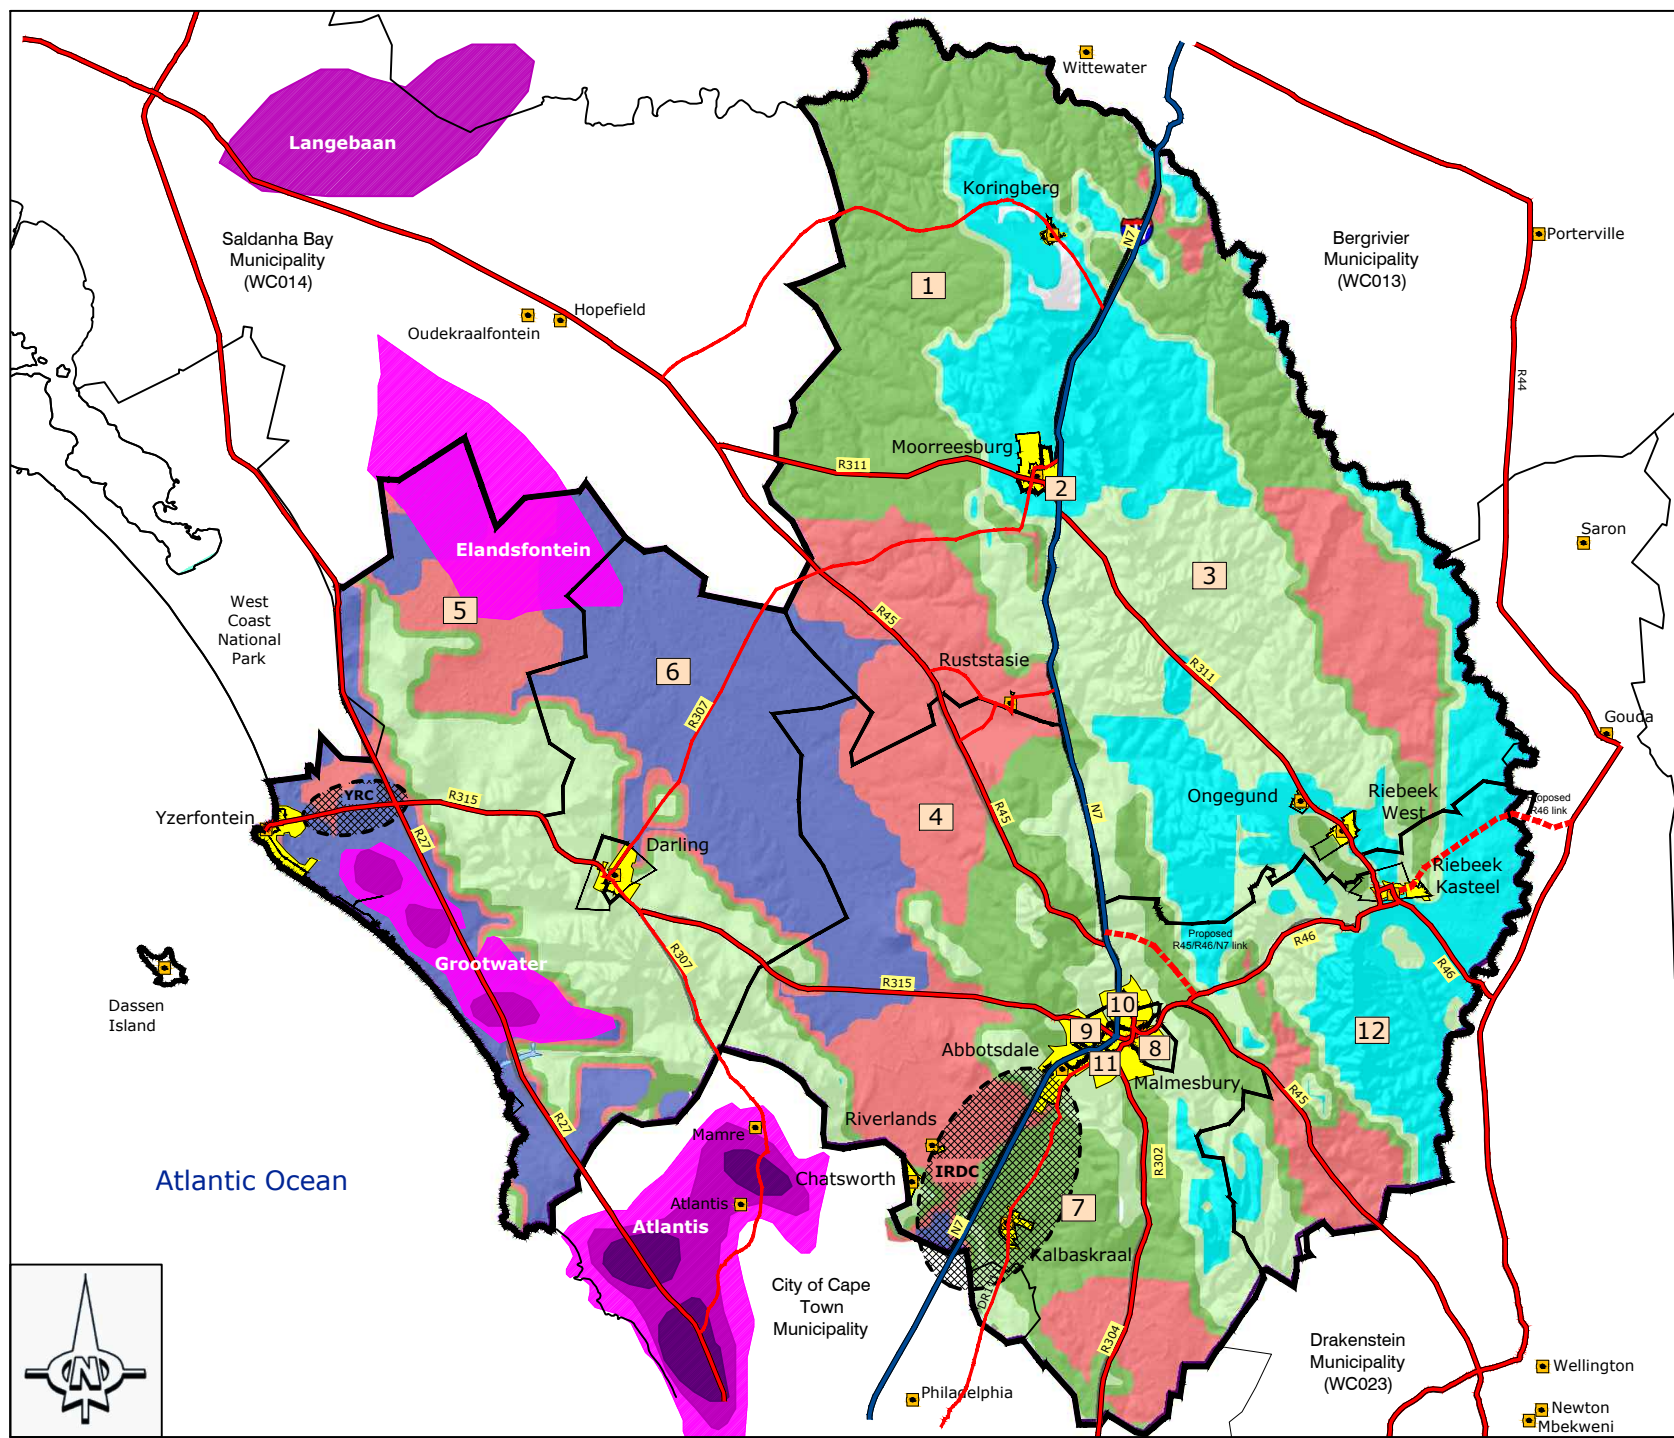 Wittewater
Langebaan
Koringberg
Saldanha Bay
Municipality
(WC014)
N7
Porterville
Bergrivier
Municipality
(WC013)
1
Hopefield
Oudekraalfontein
R44
Moorreesburg
R311
2
Saron
Elandsfontein
3
West
Coast
National
Park
5
R45
Ruststasie
R311
6
R307
Gouda
YRC
R315
Ongegund
Riebeek
West
Proposed
R46 link
Yzerfontein
R27
4
R45
N7
Darling
Riebeek
Kasteel
Proposed
R45/R46/N7 link
R46
Grootwater
R307
R46
Dassen
Island
R315
10
9
12
Abbotsdale
8
11
Malmesbury
R45
R27
Mamre
Riverlands
R302
Atlantic Ocean
Chatsworth
IRDC
Atlantis
Atlantis
7
N7
Kalbaskraal
City of Cape
Town
Municipality
DR1
R304
Drakenstein
Municipality
(WC023)
Wellington
N
Philadelphia
Newton
Mbekweni